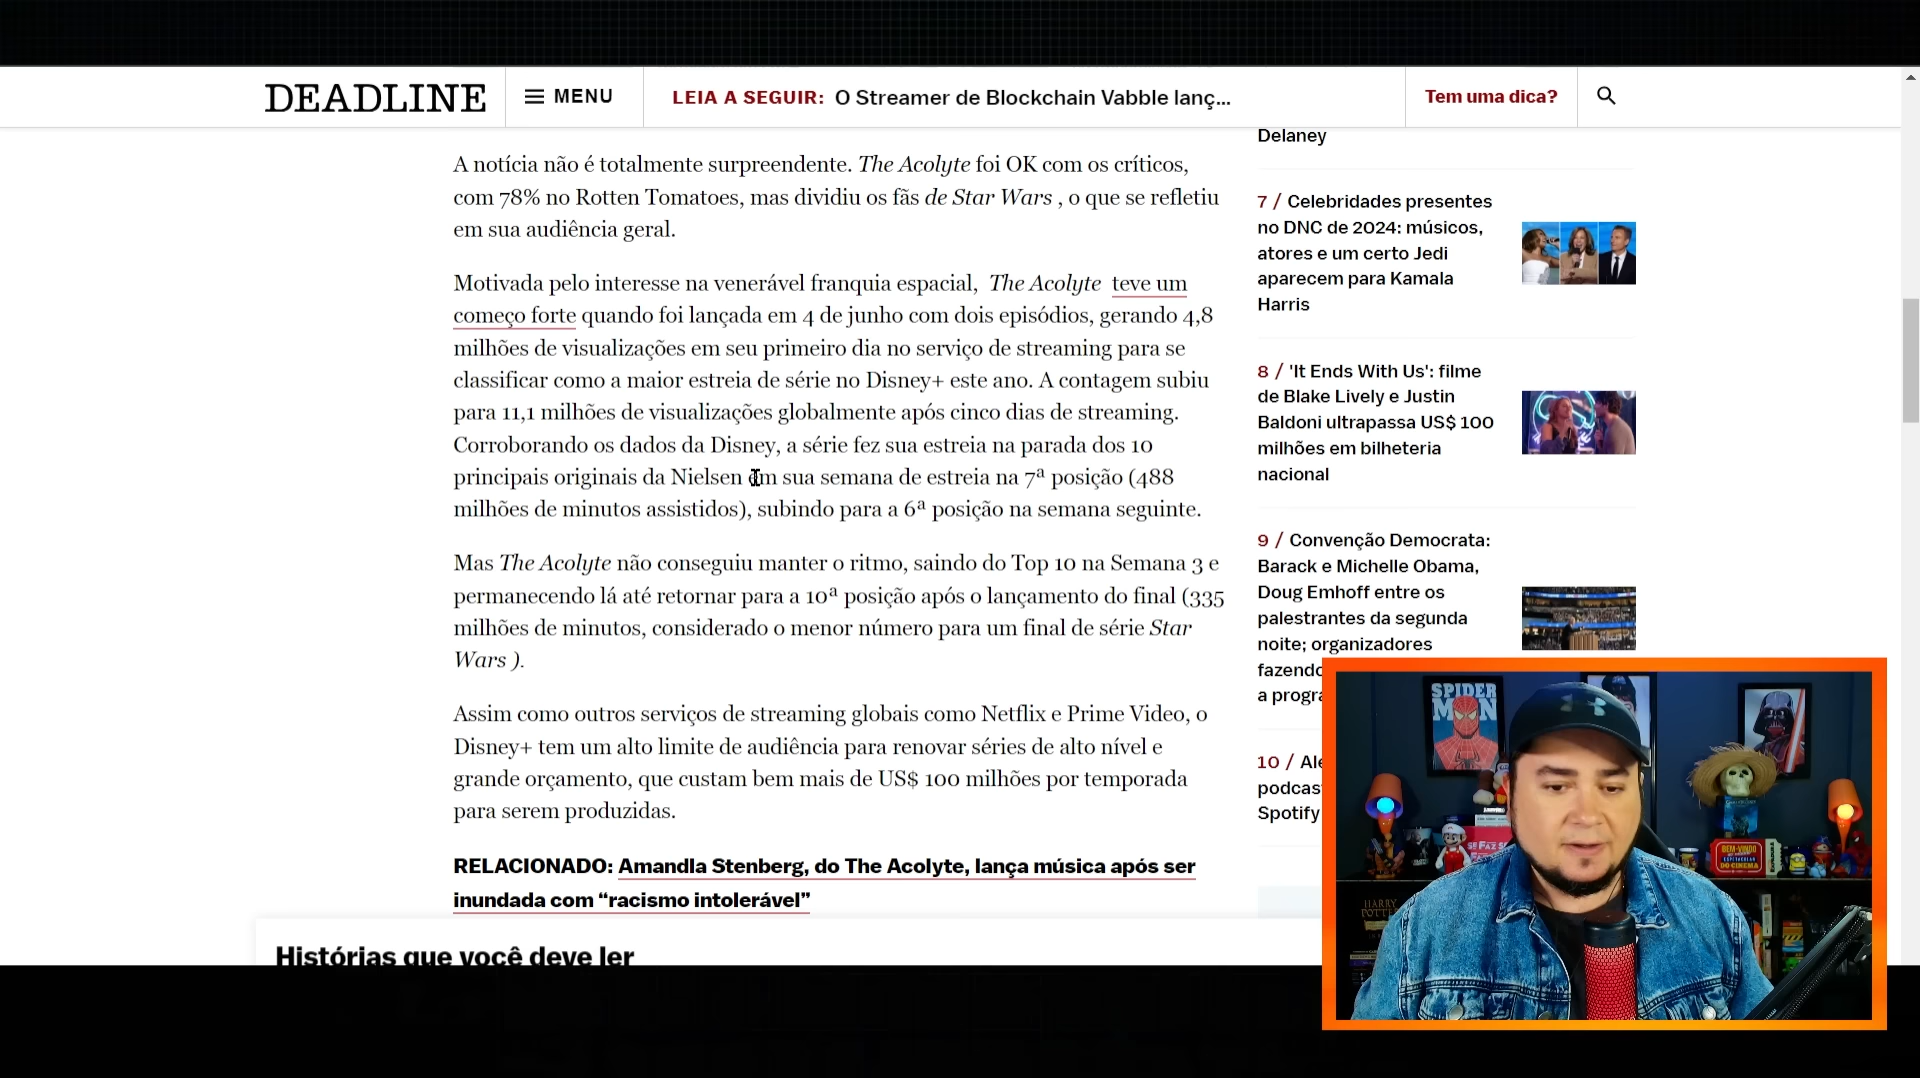 DEADLINE
MENU
LEIA A SEGUIR: O Streamer de Blockchain Vabble lanç...
Tem uma dica?
A notícia não é totalmente surpreendente. The Acolyte foi OK com os críticos,
com 78% no Rotten Tomatoes, mas dividiu os fãs de Star Wars , o que se refletiu
em sua audiência geral.
Motivada pelo interesse na venerável franquia espacial, The Acolyte teve um
começo forte quando foi lançada em 4 de junho com dois episódios, gerando 4,8
milhões de visualizações em seu primeiro dia no serviço de streaming para se
classificar como a maior estreia de série no Disney+ este ano. A contagem subiu
para 11,1 milhões de visualizações globalmente após cinco dias de streaming.
Corroborando os dados da Disney, a série fez sua estreia na parada dos 10
principais originais da Nielsen em sua semana de estreia na 7ª posição (488
milhões de minutos assistidos), subindo para a 6ª posição na semana seguinte.
Mas The Acolyte não conseguiu manter o ritmo, saindo do Top 10 na Semana 3 e
permanecendo lá até retornar para a 10ª posição após o lançamento do final (335
milhões de minutos, considerado o menor número para um final de série Star
Wars ).
Assim como outros serviços de streaming globais como Netflix e Prime Video, o
Disney+ tem um alto limite de audiência para renovar séries de alto nível e
grande orçamento, que custam bem mais de US$ 100 milhões por temporada
para serem produzidas.
RELACIONADO: Amandla Stenberg, do The Acolyte, lança música após ser
inundada com “racismo intolerável”
Histórias que você deve ler
Delaney
7 / Celebridades presentes
no DNC de 2024: músicos,
atores e um certo Jedi
aparecem para Kamala
Harris
8 / 'It Ends With Us': filme
de Blake Lively e Justin
Baldoni ultrapassa US$ 100
milhões em bilheteria
nacional
9 / Convenção Democrata:
Barack e Michelle Obama,
Doug Emhoff entre os
palestrantes da segunda
noite; organizadores
fazendo
a progra
10 / Ale
podcas
Spotify
SPIDER
MAN
BEM-VINDO
ESPETACULAR
DO CINEMA
HARRY
POTTER